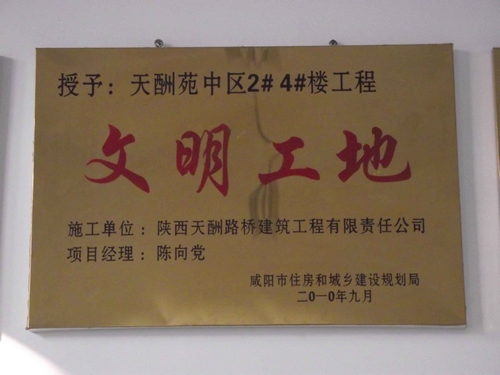 授予：天酬苑中区2# 4#楼工程
文明工地
施工单位：陕西天酬路桥建筑工程有限责任公司
项目经理：陈向党
咸阳市住房和城乡建设规划局
二0一0年九月